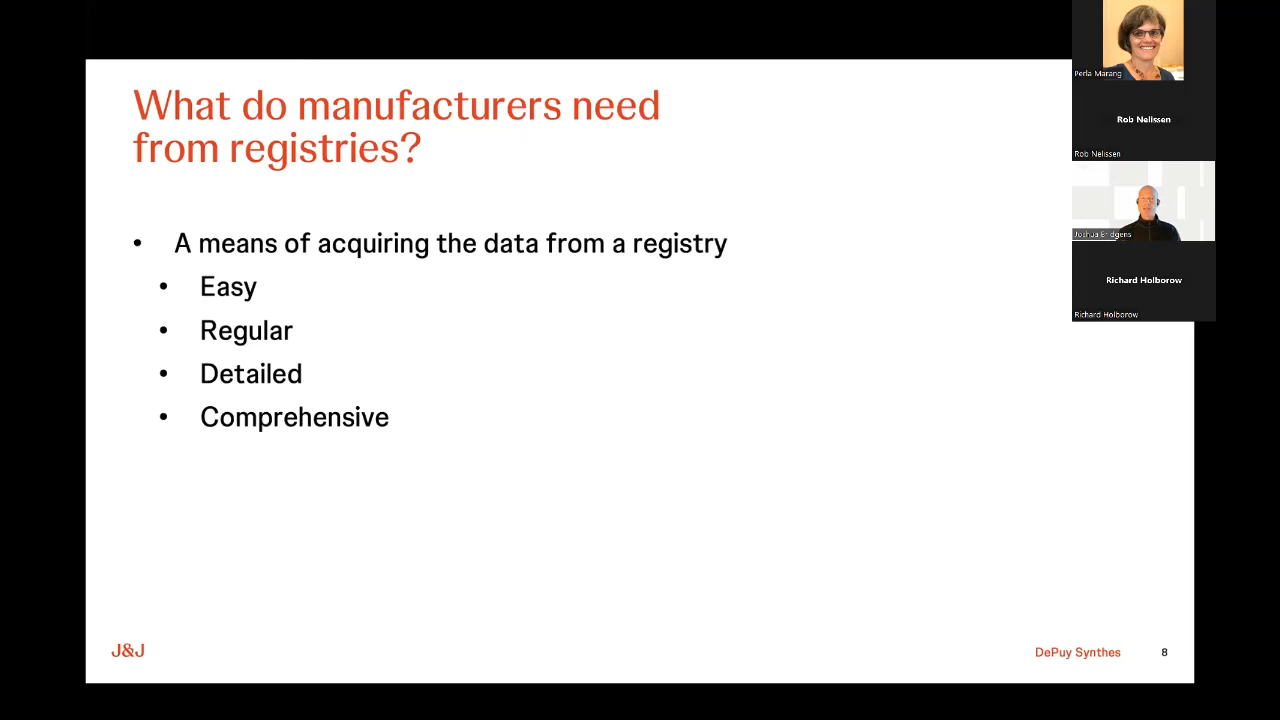 What do manufacturers need
from registries?
• A means of acquiring the data from a registry
• Easy
• Regular
• Detailed
• Comprehensive
J&J
DePuy Synthes
8
Perla Marang
Rob Nelissen
Rob Nelissen
Joshua Bridgens
Richard Holborow
Richard Holborow